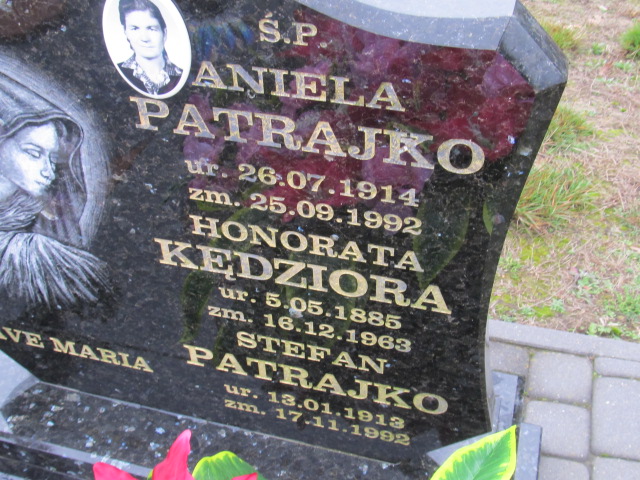 Ś.P.
ANIELA
PATRAJKO
ur. 26.07.1914
zm. 25.09.1992
HONORATA
KĘDZIORA
ur. 5.05.1885
zm. 16.12.1963
STEFAN
PATRAJKO
ur. 13.01.1913
zm. 17.11.1992
AVE MARIA